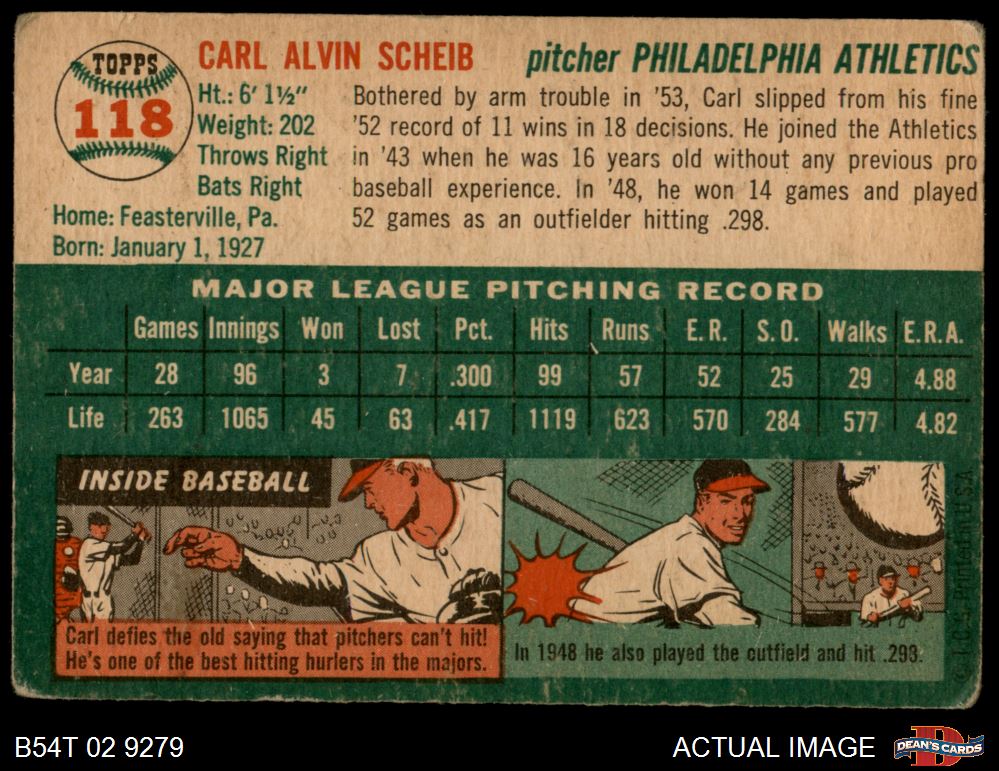 TOPPS
118
CARL ALVIN SCHEIB
pitcher PHILADELPHIA ATHLETICS
Ht.: 6' 1½"
Weight: 202
Throws Right
Bats Right
Home: Feasterville, Pa.
Born: January 1, 1927
Bothered by arm trouble in '53, Carl slipped from his fine
'52 record of 11 wins in 18 decisions. He joined the Athletics
in '43 when he was 16 years old without any previous pro
baseball experience. In '48, he won 14 games and played
52 games as an outfielder hitting .298.
MAJOR LEAGUE PITCHING RECORD
Games Innings Won Lost Pct. Hits Runs E.R. S.O. Walks E.R.A.
Year 28 96 3 7 .300 99 57 52 25 29 4.88
Life 263 1065 45 63 .417 1119 623 570 284 577 4.82
INSIDE BASEBALL
Carl defies the old saying that pitchers can't hit!
He's one of the best hitting hurlers in the majors.
In 1948 he also played the outfield and hit .298.
© T.C.G. Printed in U.S.A.
B54T 02 9279
ACTUAL IMAGE
DEAN'S CARDS